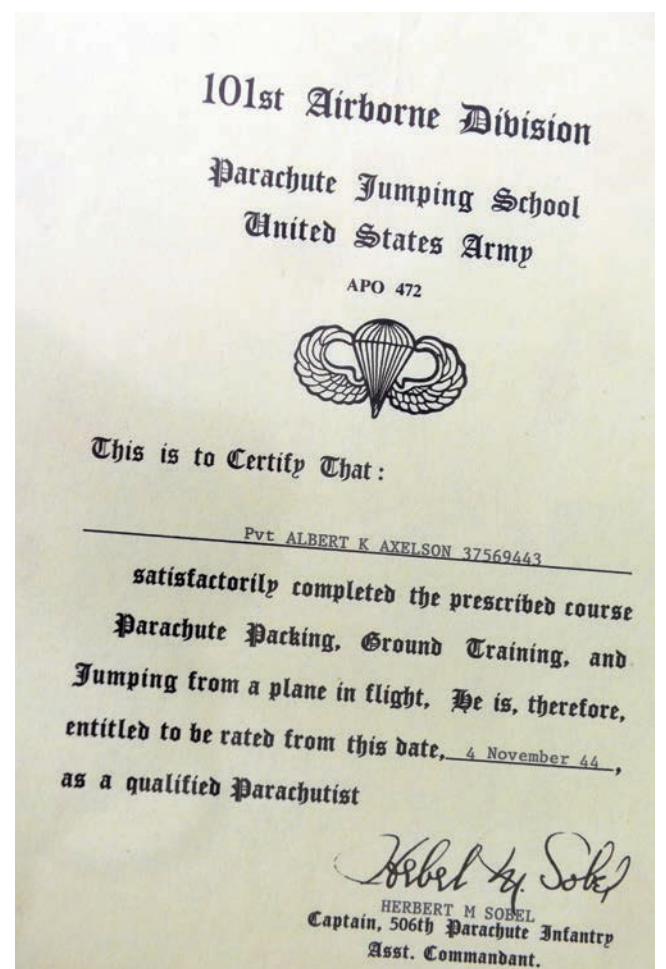 101st Airborne Division
Parachute Jumping School
United States Army
APO 472
This is to Certify That:
Pvt ALBERT K AXELSON 37569443
satisfactorily completed the prescribed course
Parachute Packing, Ground Training, and
Jumping from a plane in flight. He is, therefore,
entitled to be rated from this date, 4 November 44,
as a qualified Parachutist
Herbert M. Sobel
HERBERT M SOBEL
Captain, 506th Parachute Infantry
Asst. Commandant.